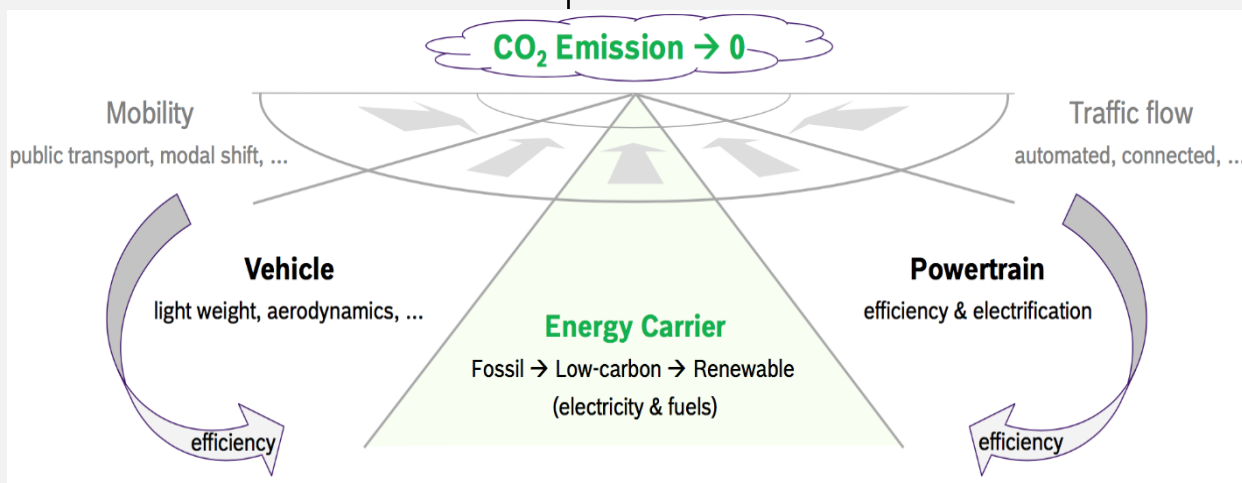 CO₂ Emission → 0
Mobility
public transport, modal shift, ...
Traffic flow
automated, connected, ...
Vehicle
light weight, aerodynamics, ...
Powertrain
efficiency & electrification
Energy Carrier
Fossil → Low-carbon → Renewable
(electricity & fuels)
efficiency
efficiency